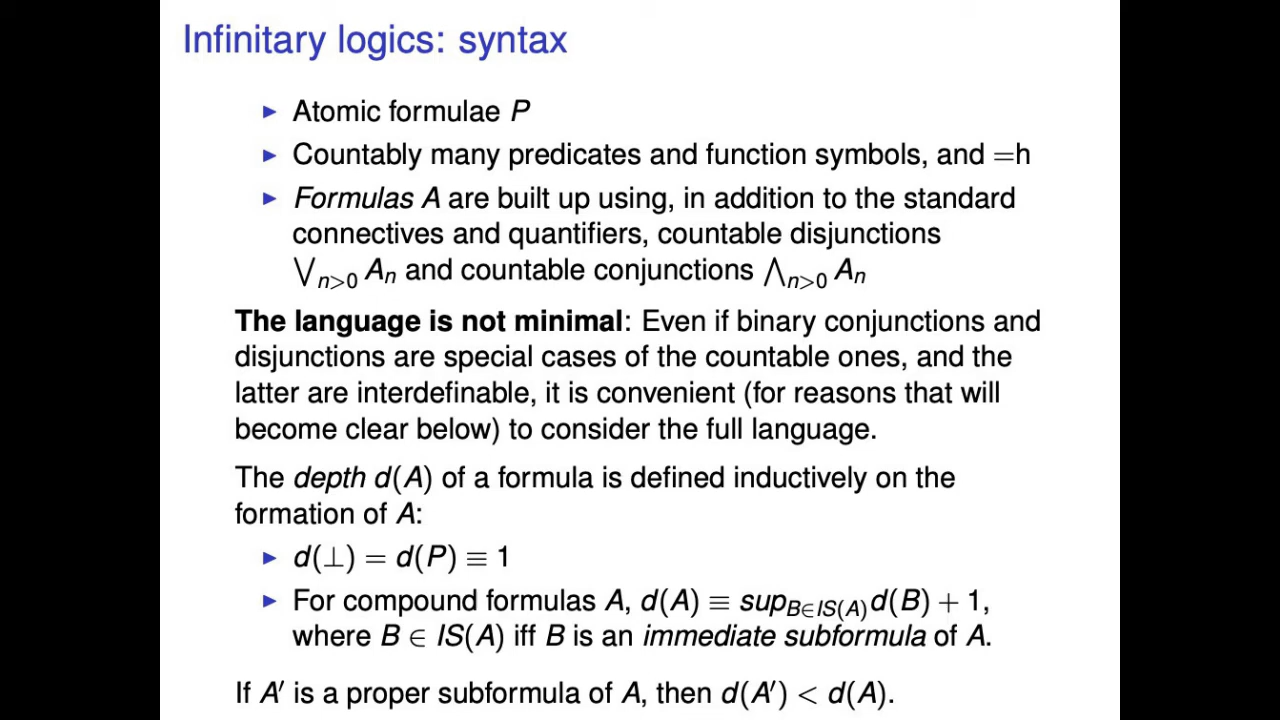 Infinitary logics: syntax
▶ Atomic formulae P
▶ Countably many predicates and function symbols, and =h
▶ Formulas A are built up using, in addition to the standard
connectives and quantifiers, countable disjunctions
⋁n>0 An and countable conjunctions ⋀n>0 An
The language is not minimal: Even if binary conjunctions and
disjunctions are special cases of the countable ones, and the
latter are interdefinable, it is convenient (for reasons that will
become clear below) to consider the full language.
The depth d(A) of a formula is defined inductively on the
formation of A:
▶ d(⊥) = d(P) ≡ 1
▶ For compound formulas A, d(A) ≡ supB∈IS(A)d(B) + 1,
where B ∈ IS(A) iff B is an immediate subformula of A.
If A′ is a proper subformula of A, then d(A′) < d(A).